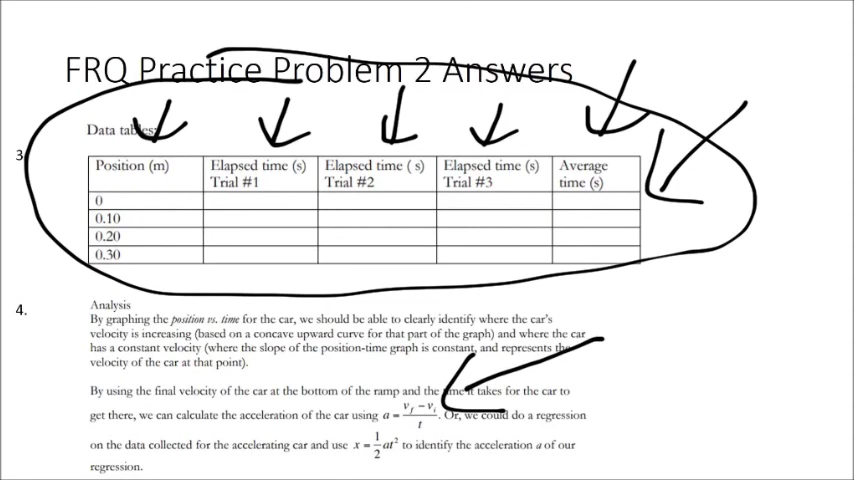 FRQ Practice Problem 2 Answers
Data tables:
3
Position (m) Elapsed time (s) Trial #1 Elapsed time ( s) Trial #2 Elapsed time (s) Trial #3 Average time (s)
0
0.10
0.20
0.30
4.
Analysis
By graphing the position vs. time for the car, we should be able to clearly identify where the car's
velocity is increasing (based on a concave upward curve for that part of the graph) and where the car
has a constant velocity (where the slope of the position-time graph is constant, and represents the
velocity of the car at that point).
By using the final velocity of the car at the bottom of the ramp and the time it takes for the car to
get there, we can calculate the acceleration of the car using a = (v_f − v_i)/t. Or, we could do a regression
on the data collected for the accelerating car and use x = 1/2 at² to identify the acceleration a of our
regression.